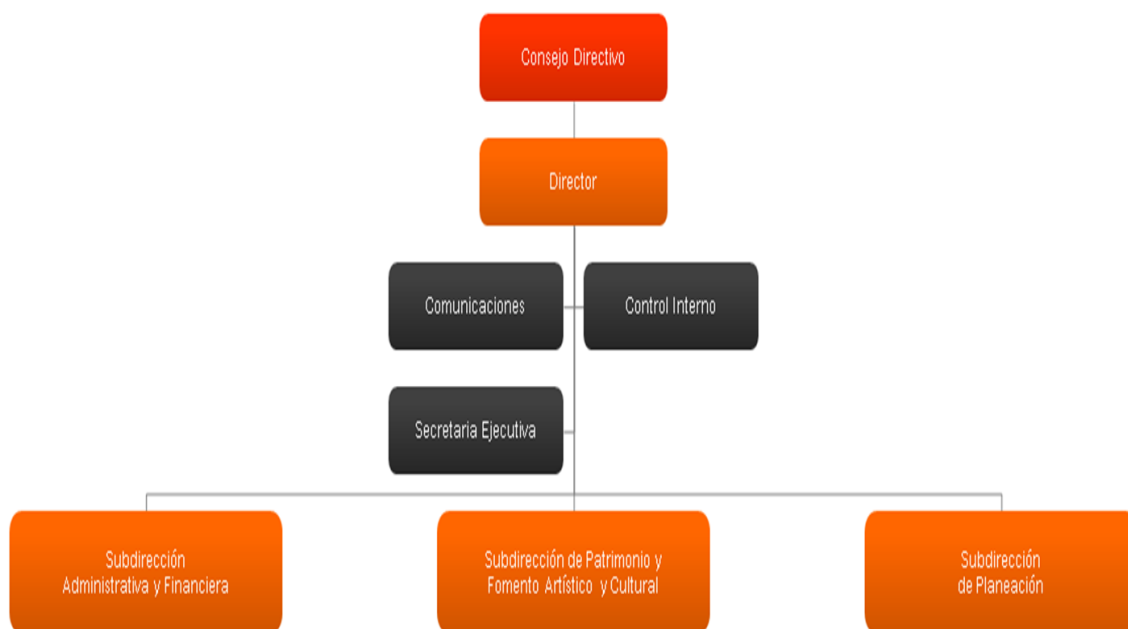 Consejo Directivo
Director
Comunicaciones
Control Interno
Secretaria Ejecutiva
Subdirección
Administrativa y Financiera
Subdirección de Patrimonio y
Fomento Artístico y Cultural
Subdirección
de Planeación